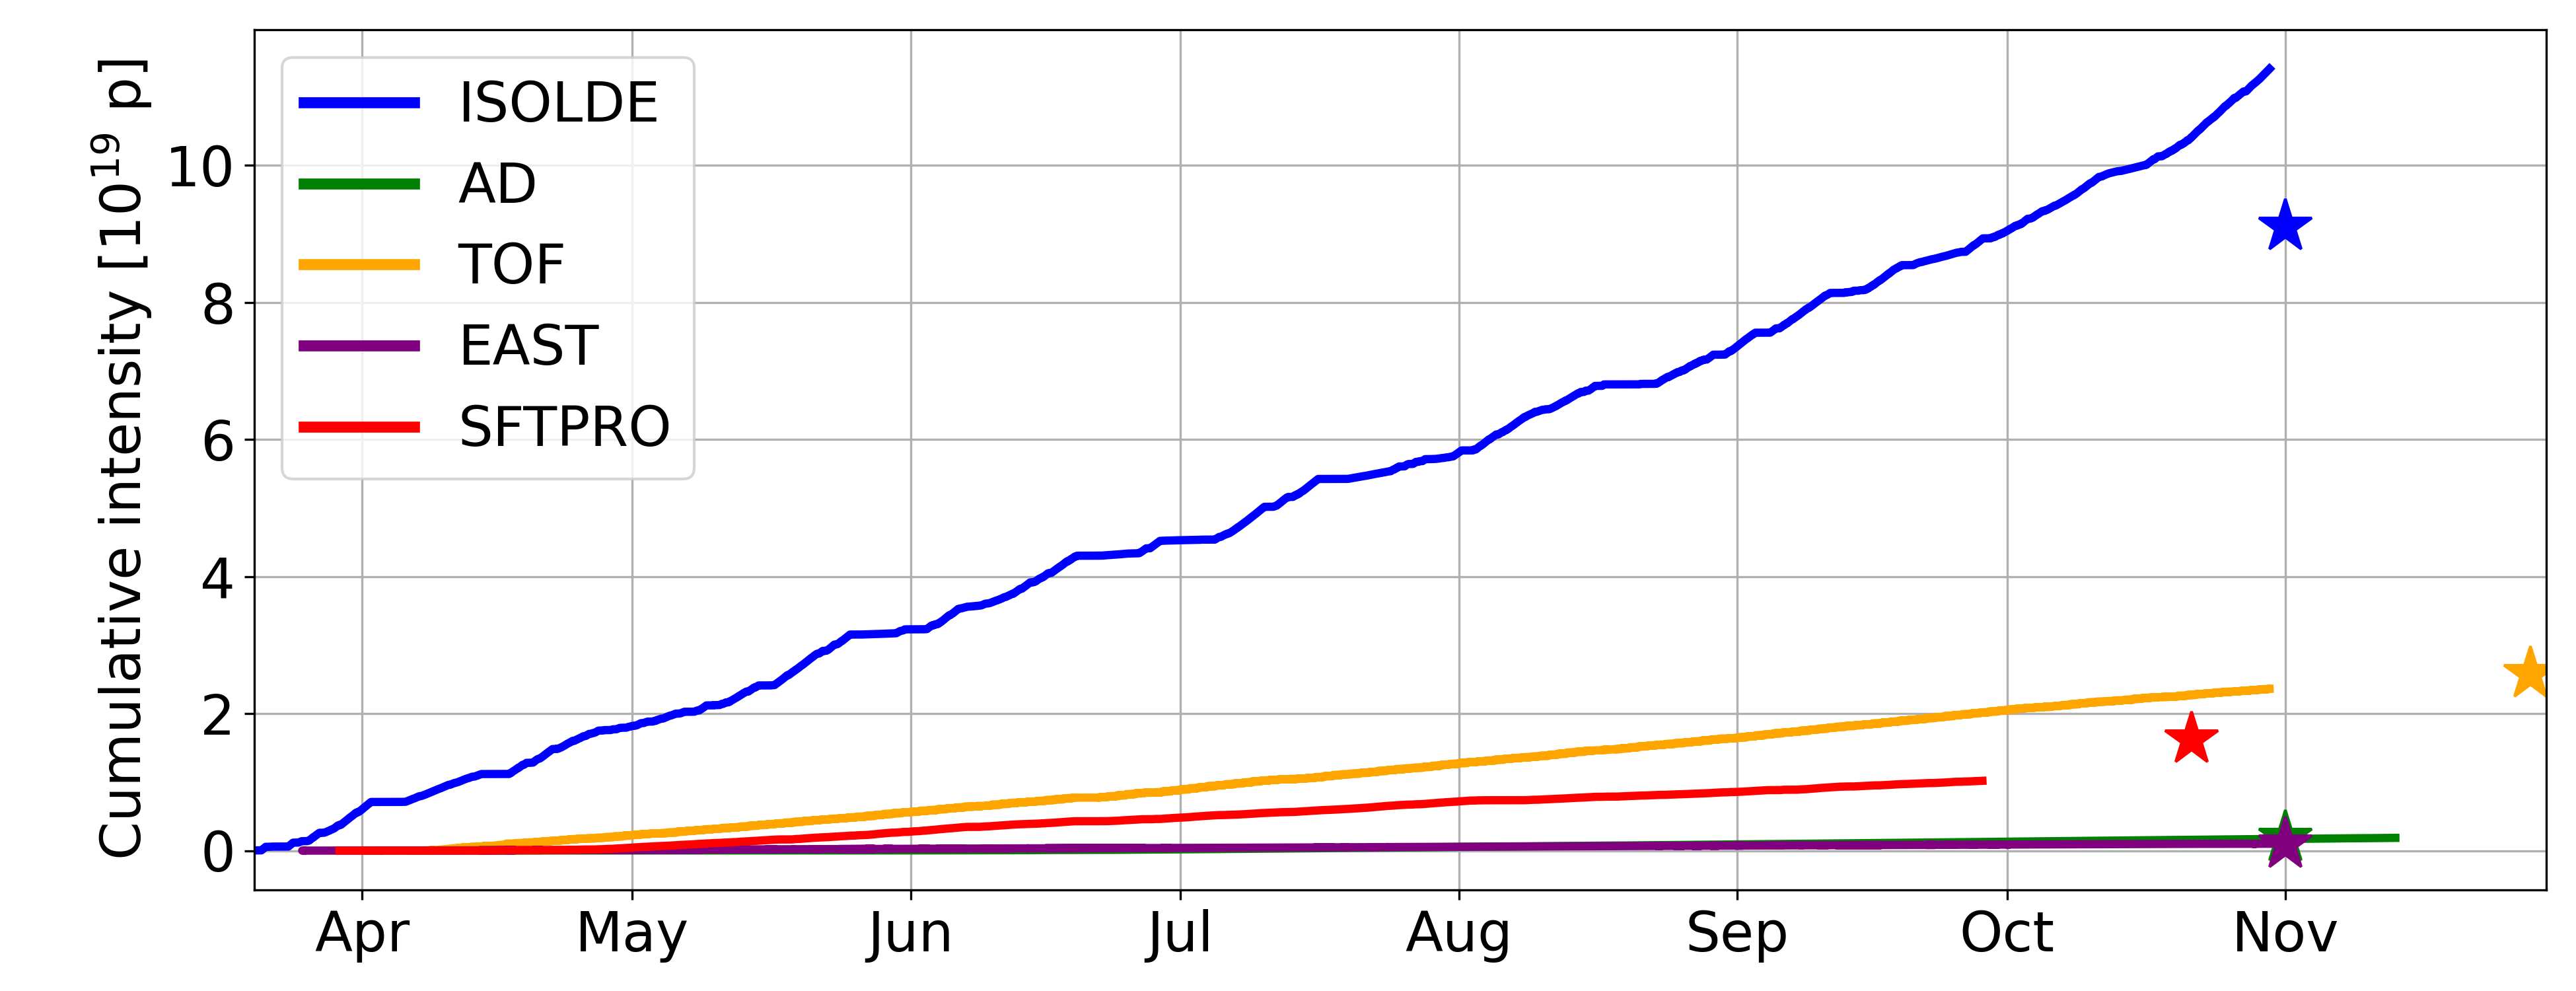 Cumulative intensity [10¹⁹ p]
10
8
6
4
2
0
ISOLDE
AD
TOF
EAST
SFTPRO
Apr May Jun Jul Aug Sep Oct Nov